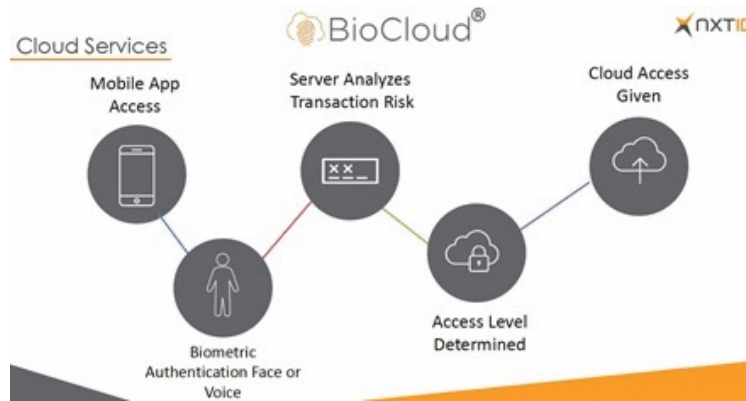 BioCloud®
NXTID
Cloud Services
Mobile App
Access
Server Analyzes
Transaction Risk
Cloud Access
Given
Biometric
Authentication Face or
Voice
Access Level
Determined